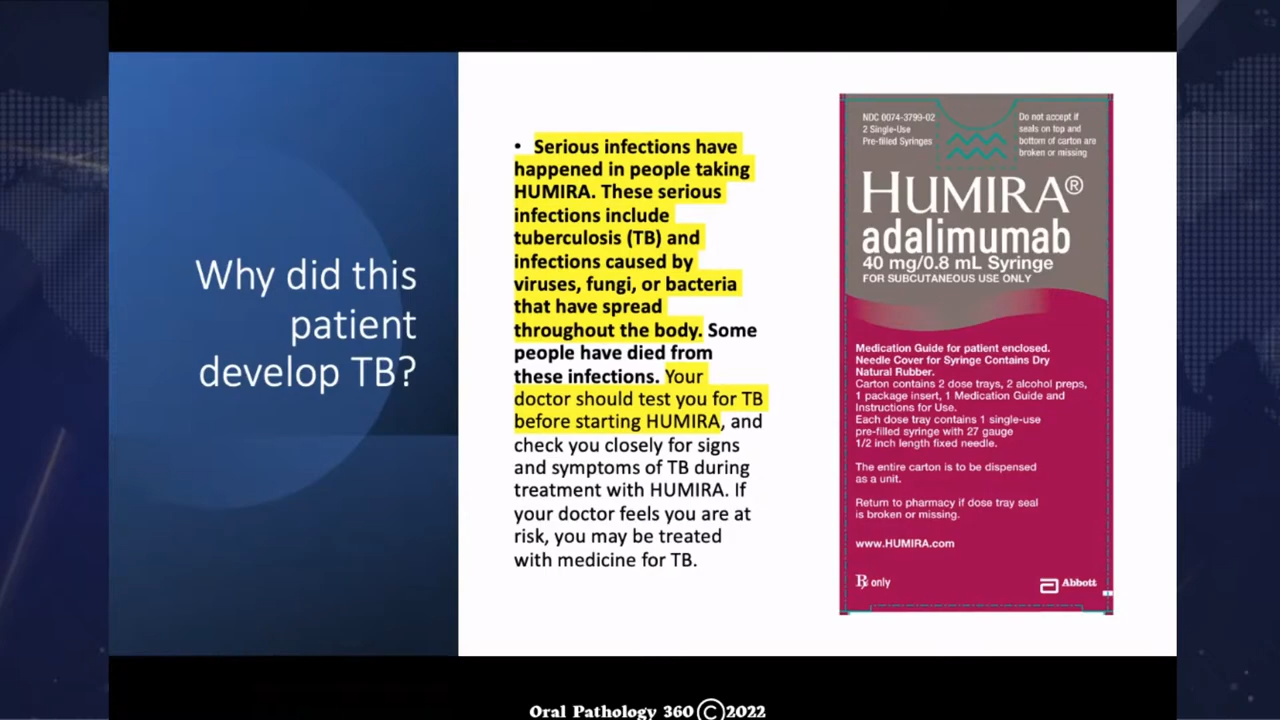 Why did this
patient
develop TB?
• Serious infections have
happened in people taking
HUMIRA. These serious
infections include
tuberculosis (TB) and
infections caused by
viruses, fungi, or bacteria
that have spread
throughout the body. Some
people have died from
these infections. Your
doctor should test you for TB
before starting HUMIRA, and
check you closely for signs
and symptoms of TB during
treatment with HUMIRA. If
your doctor feels you are at
risk, you may be treated
with medicine for TB.
NDC 0074-3799-02
2 Single-Use
Pre-filled Syringes
Do not accept if
seals on top and
bottom of carton are
broken or missing
HUMIRA®
adalimumab
40 mg/0.8 mL Syringe
FOR SUBCUTANEOUS USE ONLY
Medication Guide for patient enclosed.
Needle Cover for Syringe Contains Dry
Natural Rubber.
Carton contains 2 dose trays, 2 alcohol preps,
1 package insert, 1 Medication Guide and
Instructions for Use.
Each dose tray contains 1 single-use
pre-filled syringe with 27 gauge
1/2 inch length fixed needle.
The entire carton is to be dispensed
as a unit.
Return to pharmacy if dose tray seal
is broken or missing.
www.HUMIRA.com
Rx only
Abbott
Oral Pathology 360 © 2022